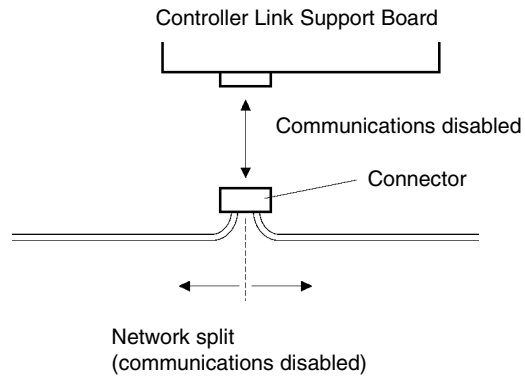 Controller Link Support Board
Communications disabled
Connector
Network split
(communications disabled)